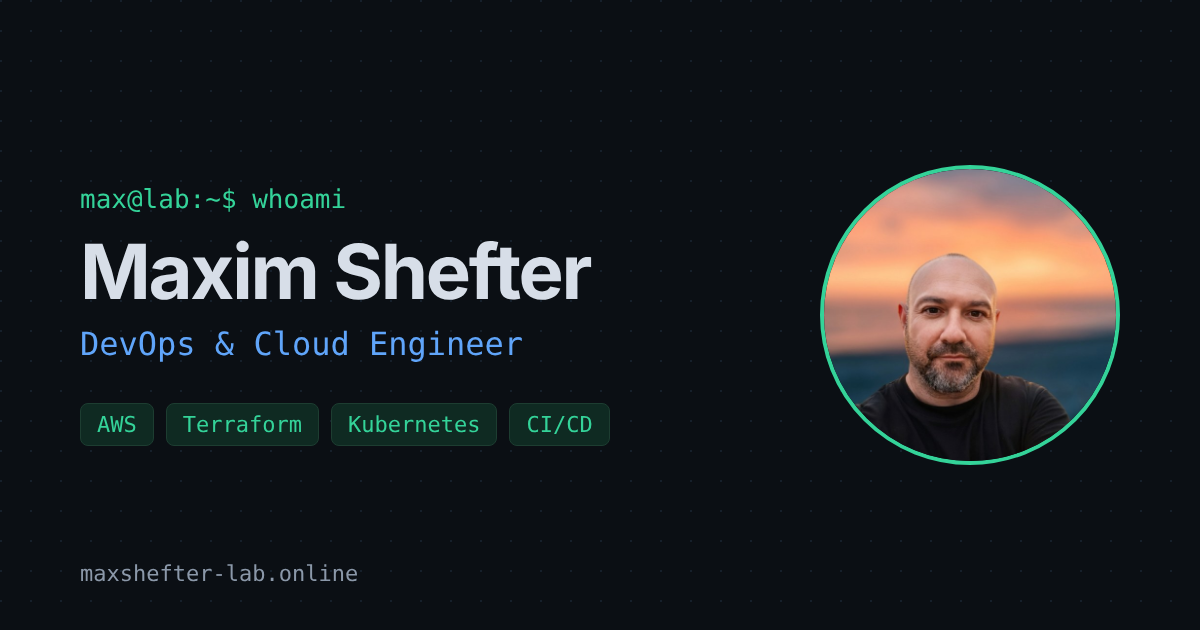 max@lab:~$ whoami
Maxim Shefter
DevOps & Cloud Engineer
AWS Terraform Kubernetes CI/CD
maxshefter-lab.online